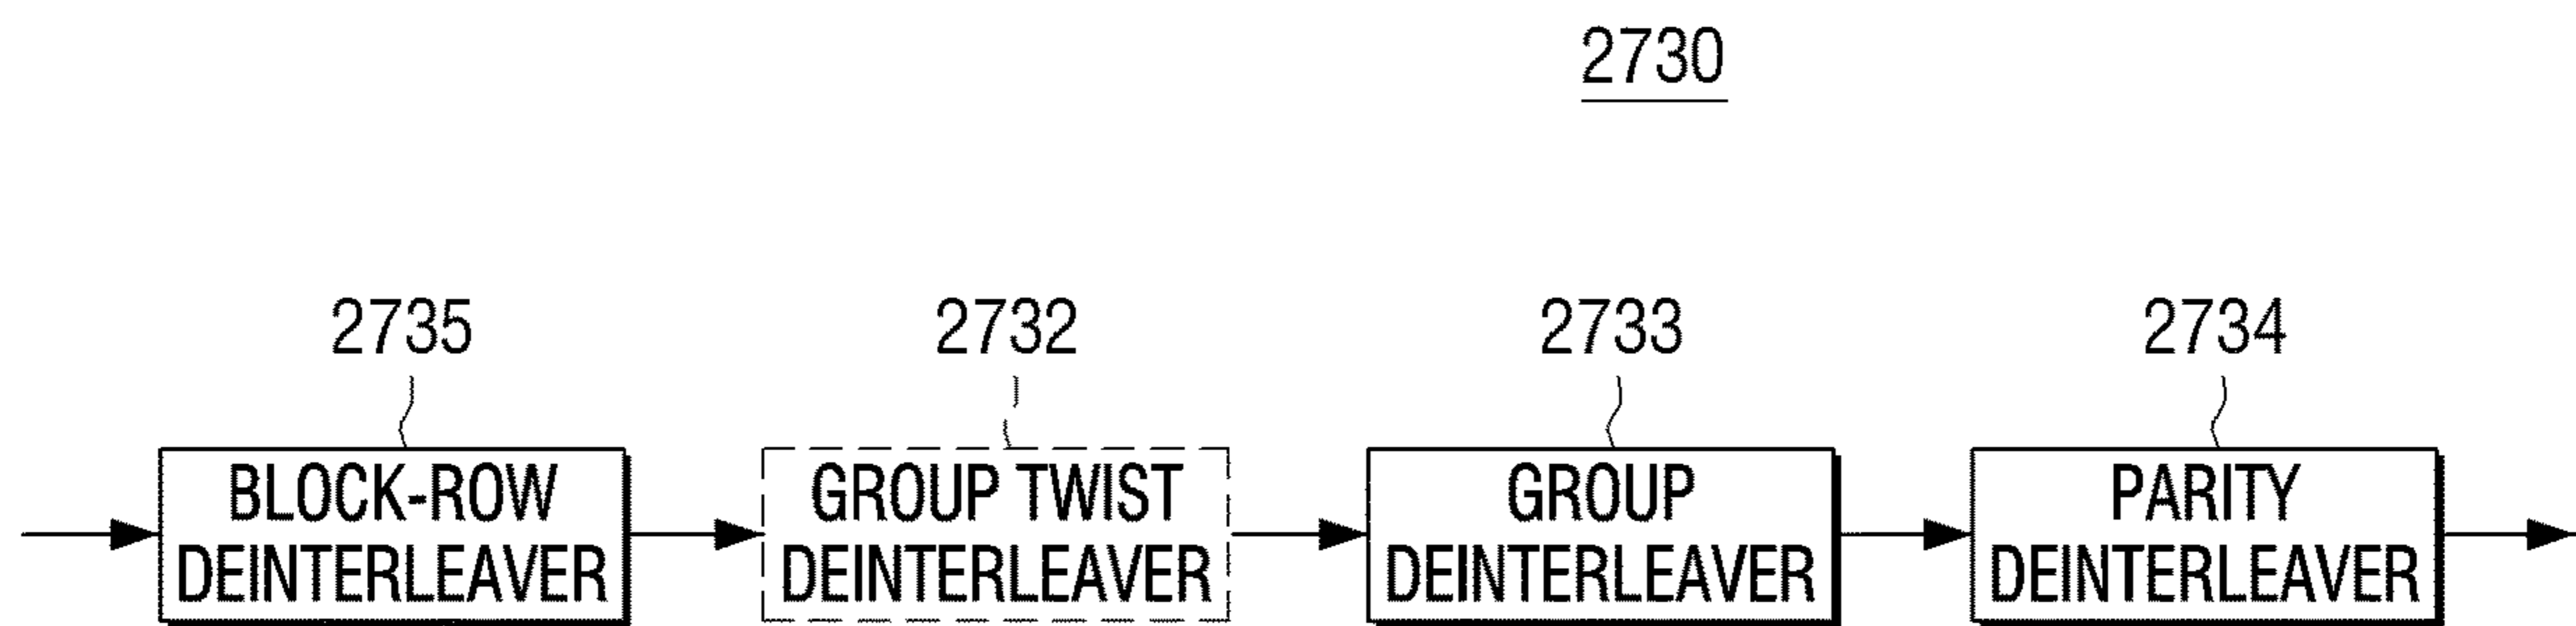 2730
2735
2732
2733
2734
BLOCK-ROW
DEINTERLEAVER
GROUP TWIST
DEINTERLEAVER
GROUP
DEINTERLEAVER
PARITY
DEINTERLEAVER